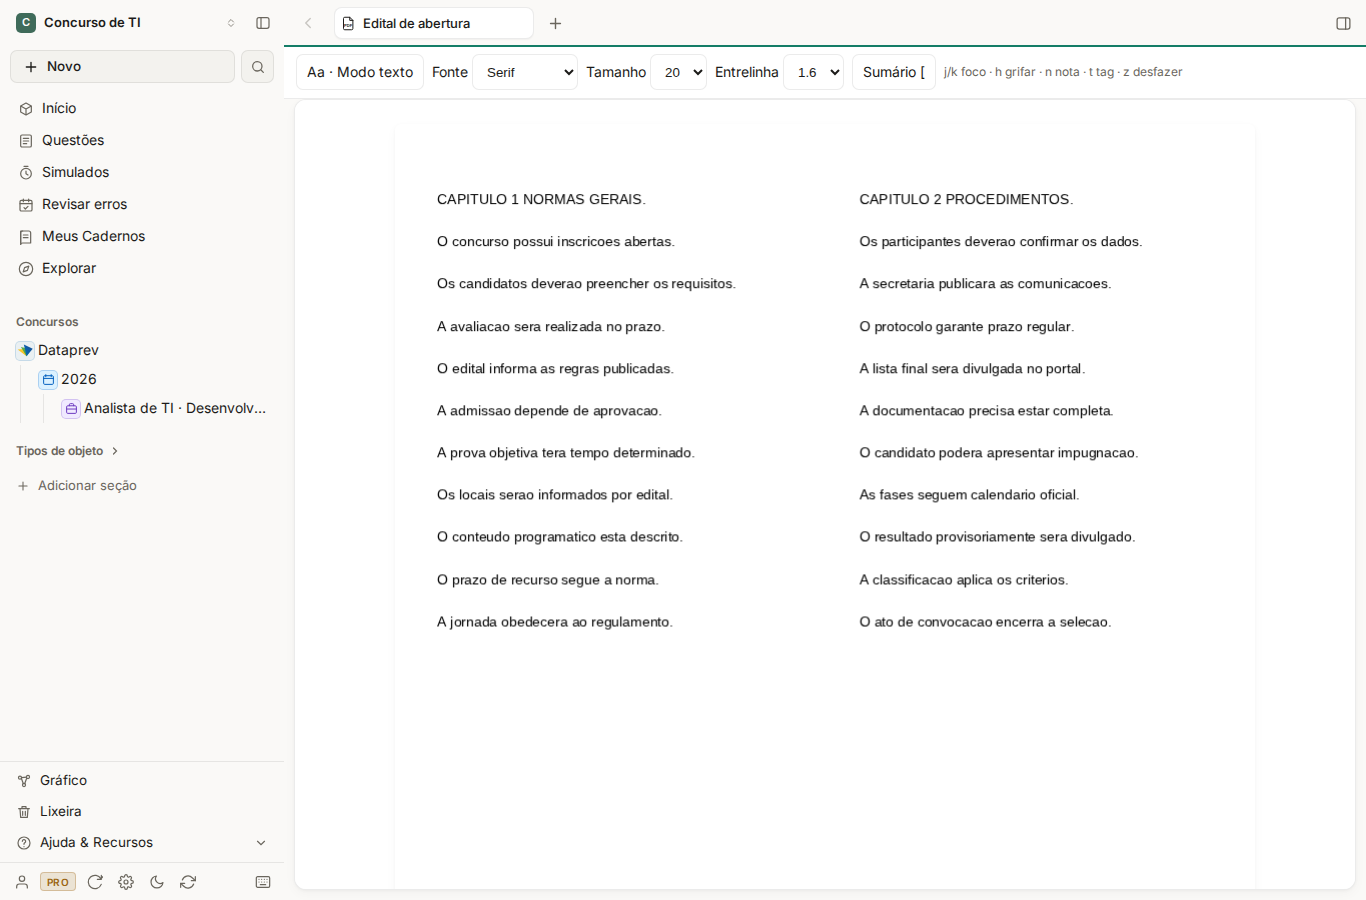 C Concurso de TI
Novo
Início
Questões
Simulados
Revisar erros
Meus Cadernos
Explorar
Concursos
Dataprev
2026
Analista de TI · Desenvolv...
Tipos de objeto
Adicionar seção
Gráfico
Lixeira
Ajuda & Recursos
PRO
Edital de abertura
Aa · Modo texto Fonte Serif Tamanho 20 Entrelinha 1.6 Sumário [ j/k foco · h grifar · n nota · t tag · z desfazer
CAPITULO 1 NORMAS GERAIS.
O concurso possui inscricoes abertas.
Os candidatos deverao preencher os requisitos.
A avaliacao sera realizada no prazo.
O edital informa as regras publicadas.
A admissao depende de aprovacao.
A prova objetiva tera tempo determinado.
Os locais serao informados por edital.
O conteudo programatico esta descrito.
O prazo de recurso segue a norma.
A jornada obedecera ao regulamento.
CAPITULO 2 PROCEDIMENTOS.
Os participantes deverao confirmar os dados.
A secretaria publicara as comunicacoes.
O protocolo garante prazo regular.
A lista final sera divulgada no portal.
A documentacao precisa estar completa.
O candidato podera apresentar impugnacao.
As fases seguem calendario oficial.
O resultado provisoriamente sera divulgado.
A classificacao aplica os criterios.
O ato de convocacao encerra a selecao.